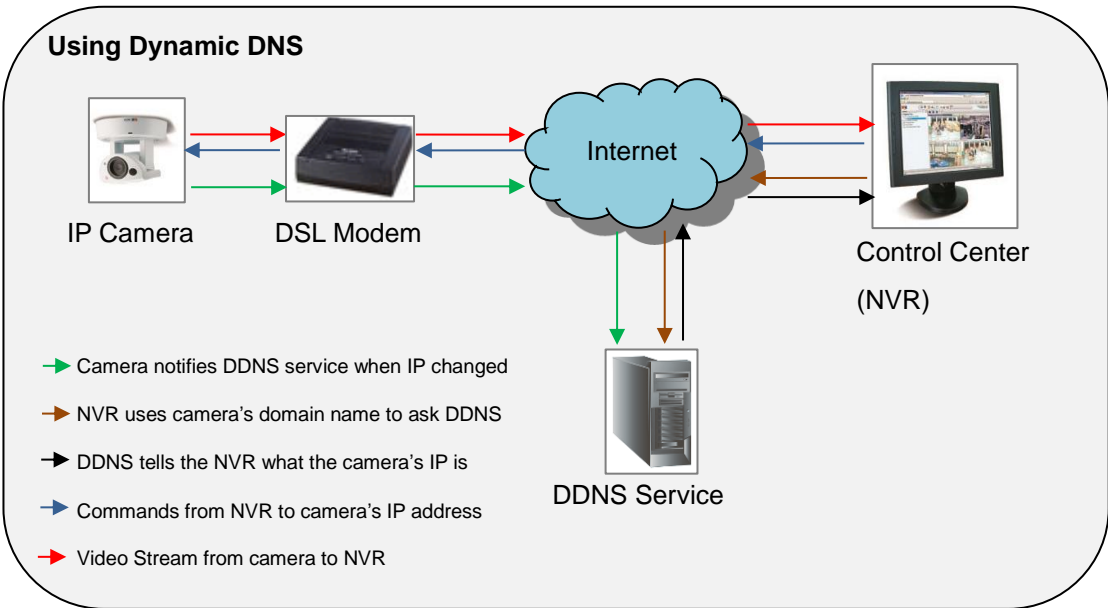 Using Dynamic DNS
Internet
IP Camera
DSL Modem
Control Center
(NVR)
Camera notifies DDNS service when IP changed
NVR uses camera’s domain name to ask DDNS
DDNS tells the NVR what the camera’s IP is
Commands from NVR to camera’s IP address
Video Stream from camera to NVR
DDNS Service